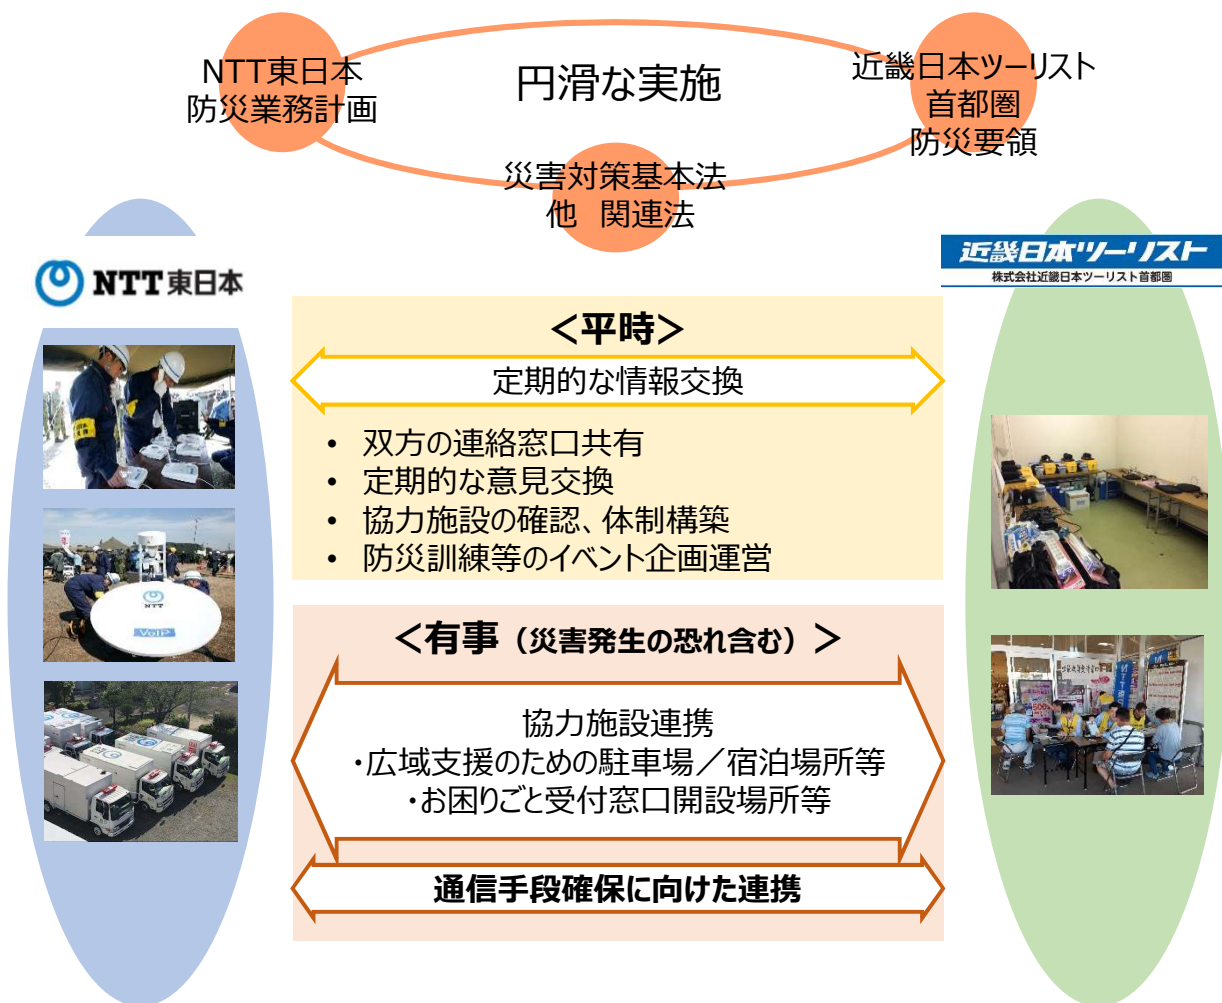 NTT東日本
防災業務計画
円滑な実施
近畿日本ツーリスト
首都圏
防災要領
災害対策基本法
他　関連法
NTT東日本
近畿日本ツーリスト
株式会社近畿日本ツーリスト首都圏
＜平時＞
定期的な情報交換
• 双方の連絡窓口共有
• 定期的な意見交換
• 協力施設の確認、体制構築
• 防災訓練等のイベント企画運営
＜有事（災害発生の恐れ含む）＞
協力施設連携
・広域支援のための駐車場／宿泊場所等
・お困りごと受付窓口開設場所等
通信手段確保に向けた連携
NTT
VoIP